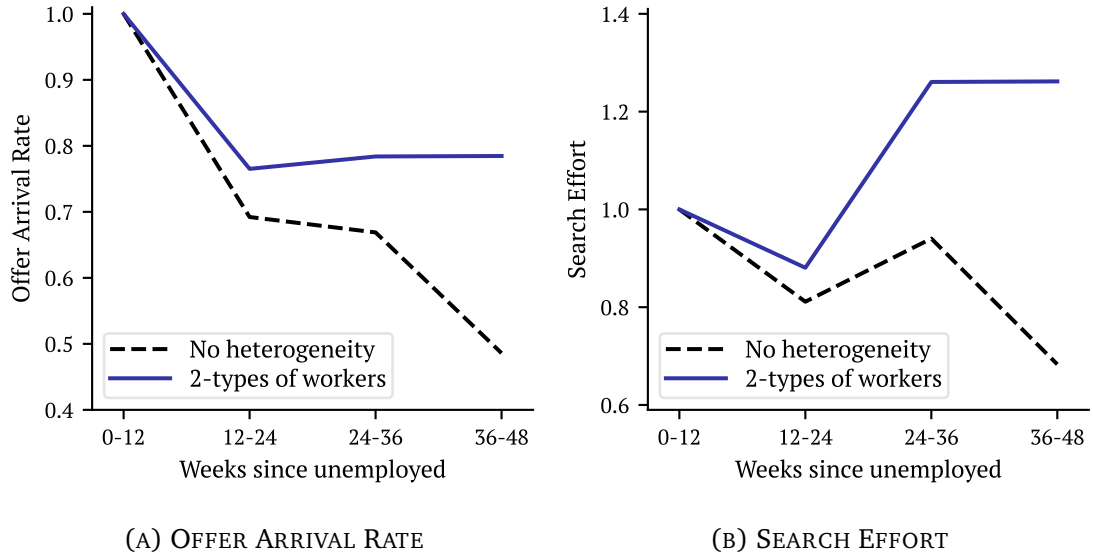 1.0
0.9
0.8
0.7
0.6
0.5
0.4
Offer Arrival Rate
No heterogeneity
2-types of workers
0-12 12-24 24-36 36-48
Weeks since unemployed
(A) OFFER ARRIVAL RATE
1.4
1.2
1.0
0.8
0.6
Search Effort
No heterogeneity
2-types of workers
0-12 12-24 24-36 36-48
Weeks since unemployed
(B) SEARCH EFFORT